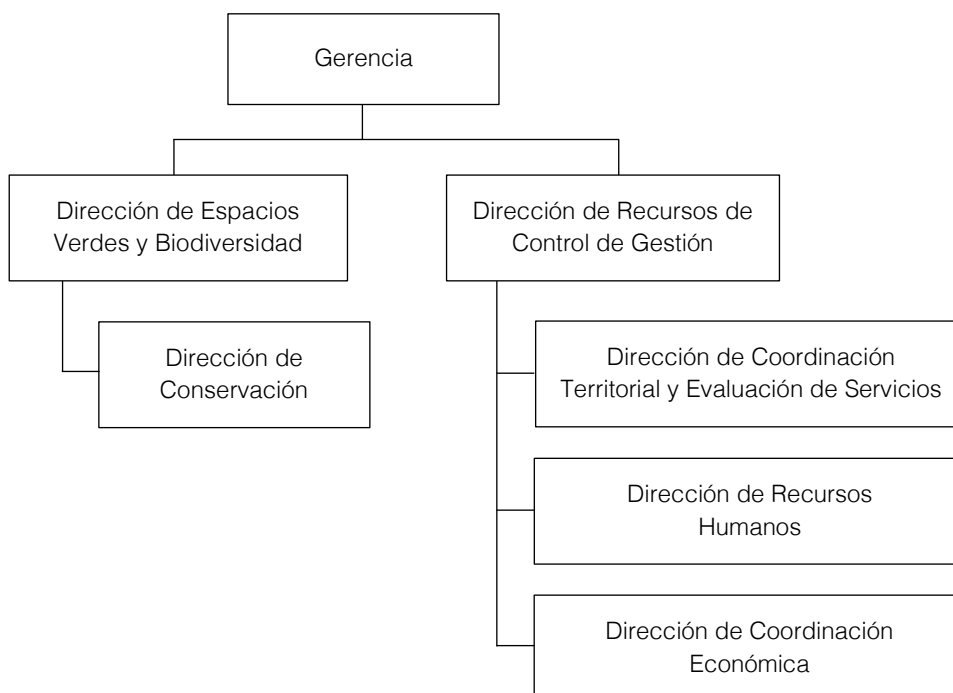 Gerencia
Dirección de Espacios
Verdes y Biodiversidad
Dirección de Recursos de
Control de Gestión
Dirección de
Conservación
Dirección de Coordinación
Territorial y Evaluación de Servicios
Dirección de Recursos
Humanos
Dirección de Coordinación
Económica